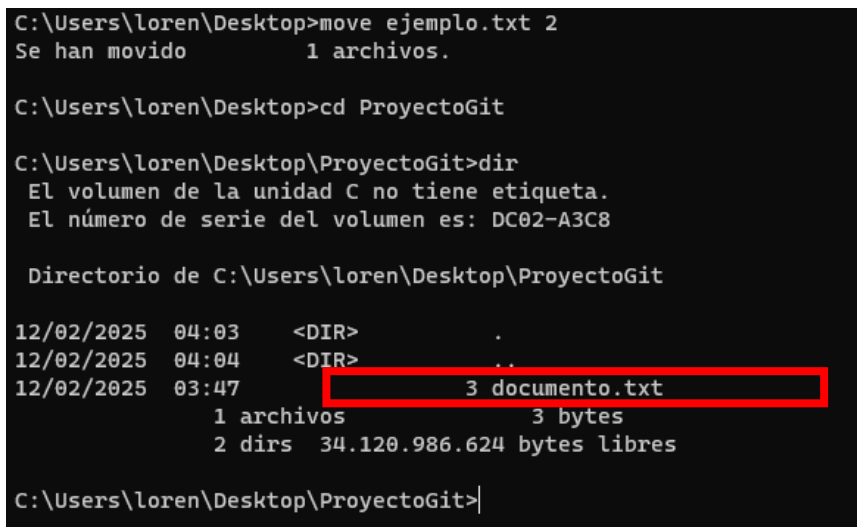 C:\Users\loren\Desktop>move ejemplo.txt 2
Se han movido         1 archivos.
C:\Users\loren\Desktop>cd ProyectoGit
C:\Users\loren\Desktop\ProyectoGit>dir
 El volumen de la unidad C no tiene etiqueta.
 El número de serie del volumen es: DC02-A3C8
 Directorio de C:\Users\loren\Desktop\ProyectoGit
12/02/2025  04:03    <DIR>          .
12/02/2025  04:04    <DIR>          ..
12/02/2025  03:47                 3 documento.txt
               1 archivos              3 bytes
               2 dirs  34.120.986.624 bytes libres
C:\Users\loren\Desktop\ProyectoGit>